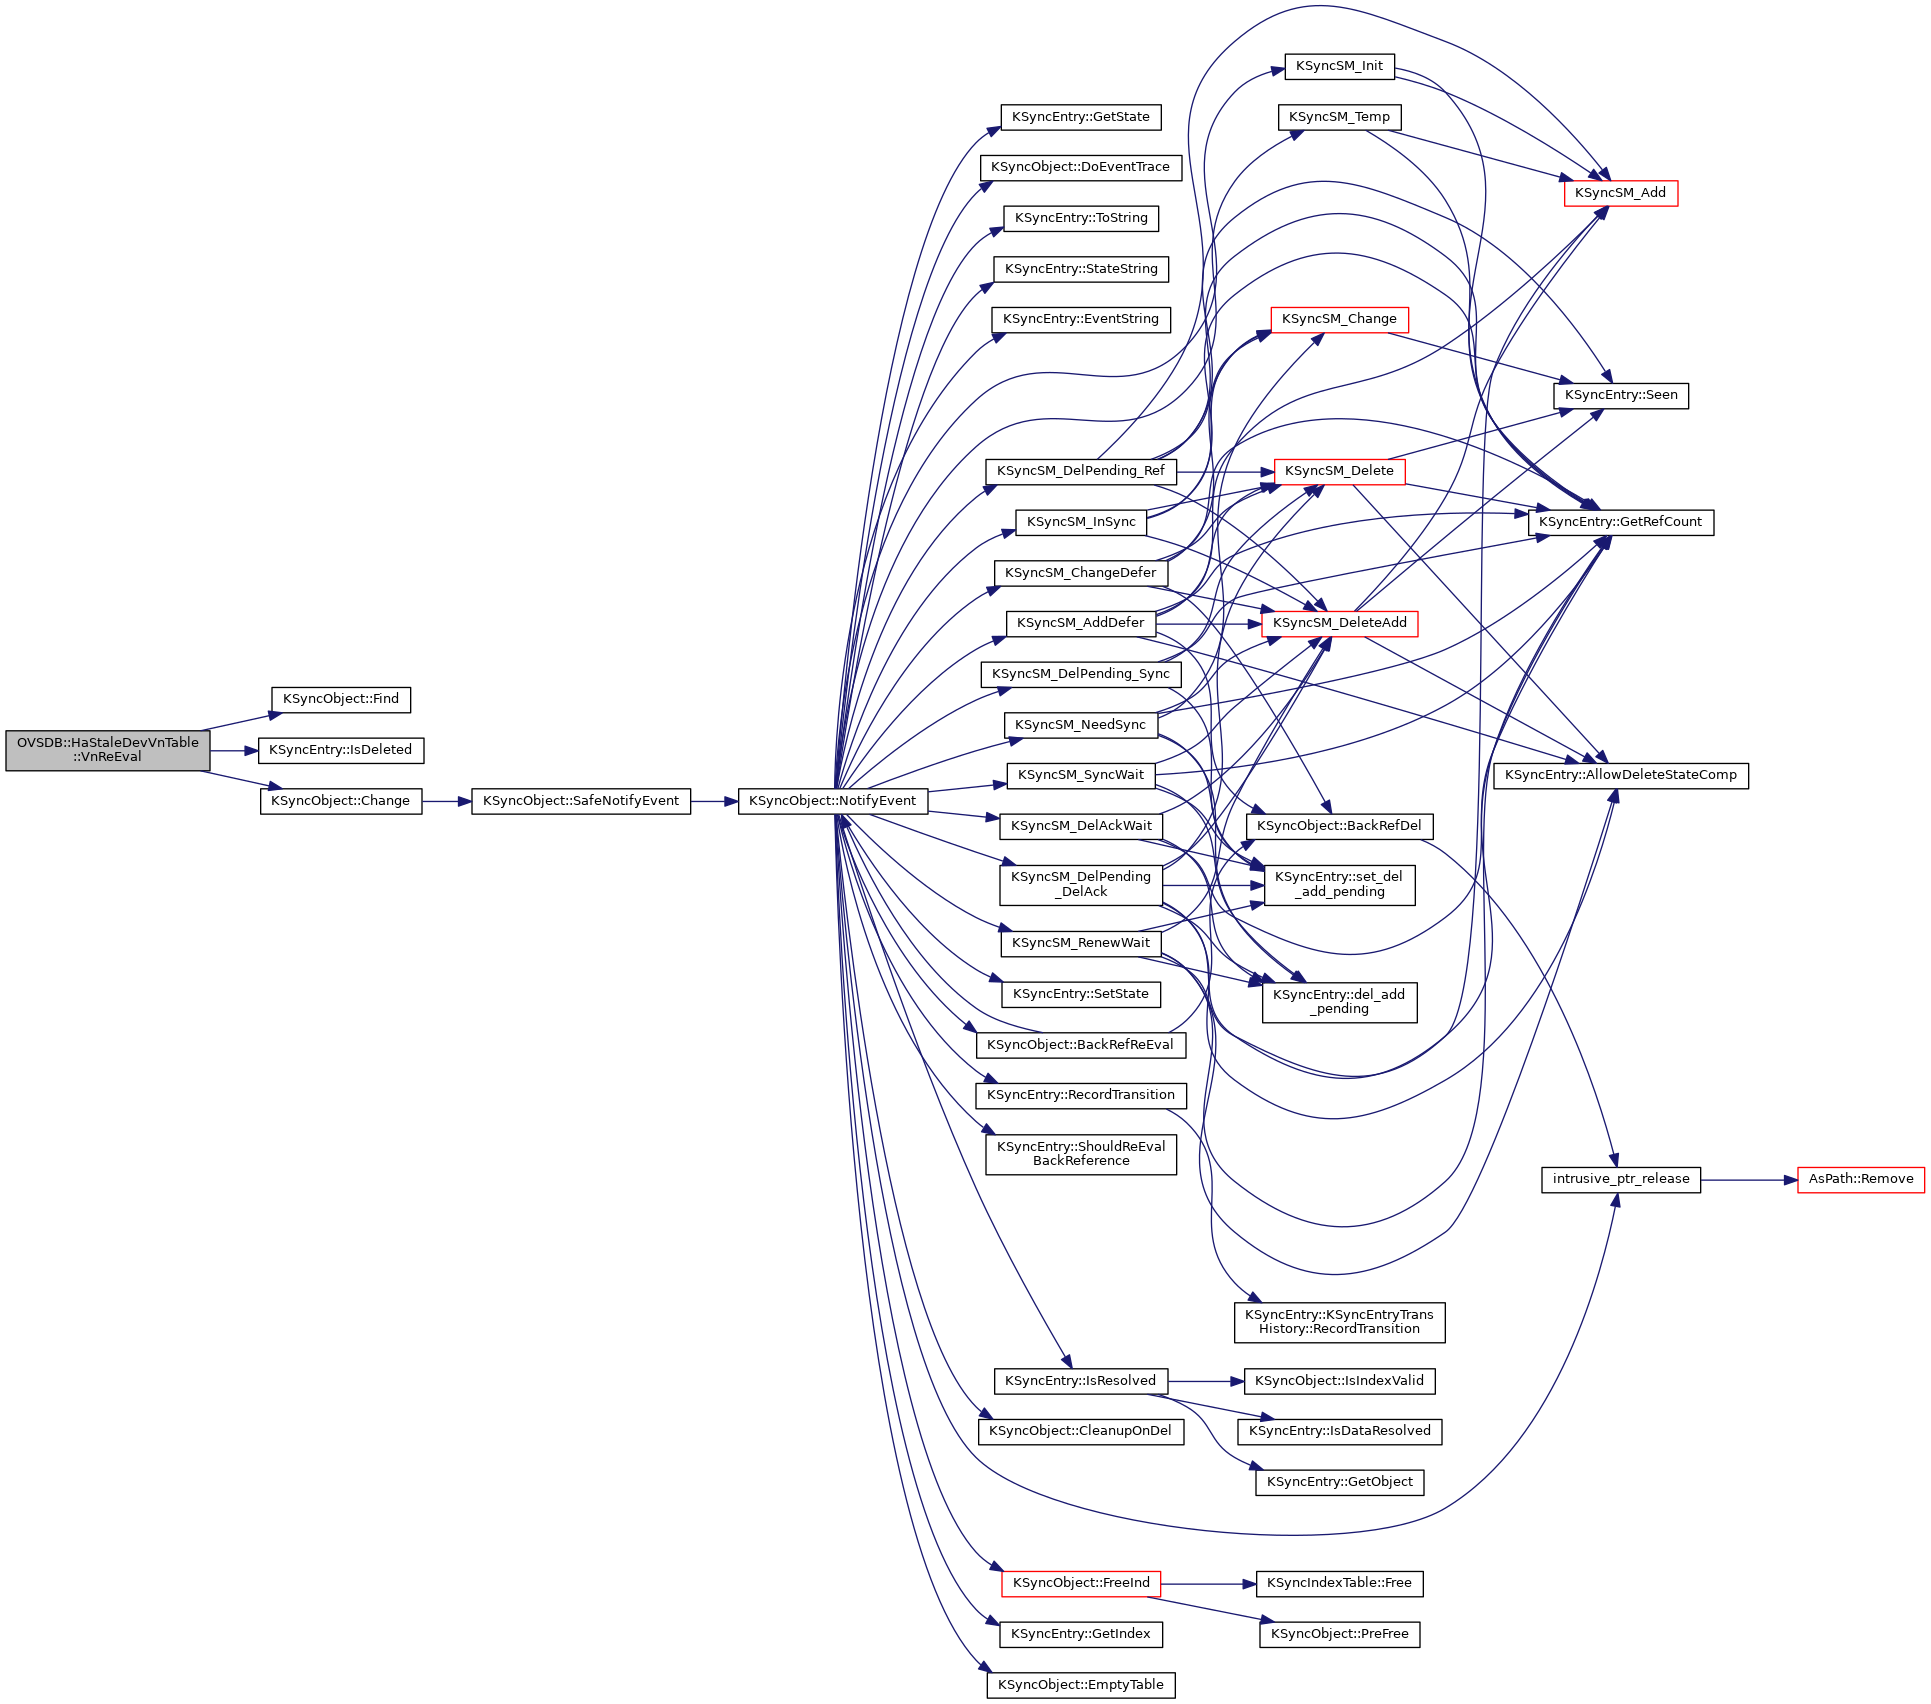 OVSDB::HaStaleDevVnTable
::VnReEval
KSyncObject::Find
KSyncEntry::IsDeleted
KSyncObject::Change
KSyncObject::SafeNotifyEvent
KSyncObject::NotifyEvent
KSyncEntry::GetState
KSyncObject::DoEventTrace
KSyncEntry::ToString
KSyncEntry::StateString
KSyncEntry::EventString
KSyncSM_DelPending_Ref
KSyncSM_InSync
KSyncSM_ChangeDefer
KSyncSM_AddDefer
KSyncSM_DelPending_Sync
KSyncSM_NeedSync
KSyncSM_SyncWait
KSyncSM_DelAckWait
KSyncSM_DelPending
_DelAck
KSyncSM_RenewWait
KSyncEntry::SetState
KSyncObject::BackRefReEval
KSyncEntry::RecordTransition
KSyncEntry::ShouldReEval
BackReference
KSyncEntry::IsResolved
KSyncObject::CleanupOnDel
KSyncObject::FreeInd
KSyncEntry::GetIndex
KSyncObject::EmptyTable
KSyncSM_Init
KSyncSM_Temp
KSyncSM_Change
KSyncSM_Delete
KSyncSM_DeleteAdd
KSyncObject::BackRefDel
KSyncEntry::set_del
_add_pending
KSyncEntry::del_add
_pending
KSyncEntry::KSyncEntryTrans
History::RecordTransition
KSyncObject::IsIndexValid
KSyncEntry::IsDataResolved
KSyncEntry::GetObject
KSyncIndexTable::Free
KSyncObject::PreFree
KSyncSM_Add
KSyncEntry::Seen
KSyncEntry::GetRefCount
KSyncEntry::AllowDeleteStateComp
intrusive_ptr_release
AsPath::Remove